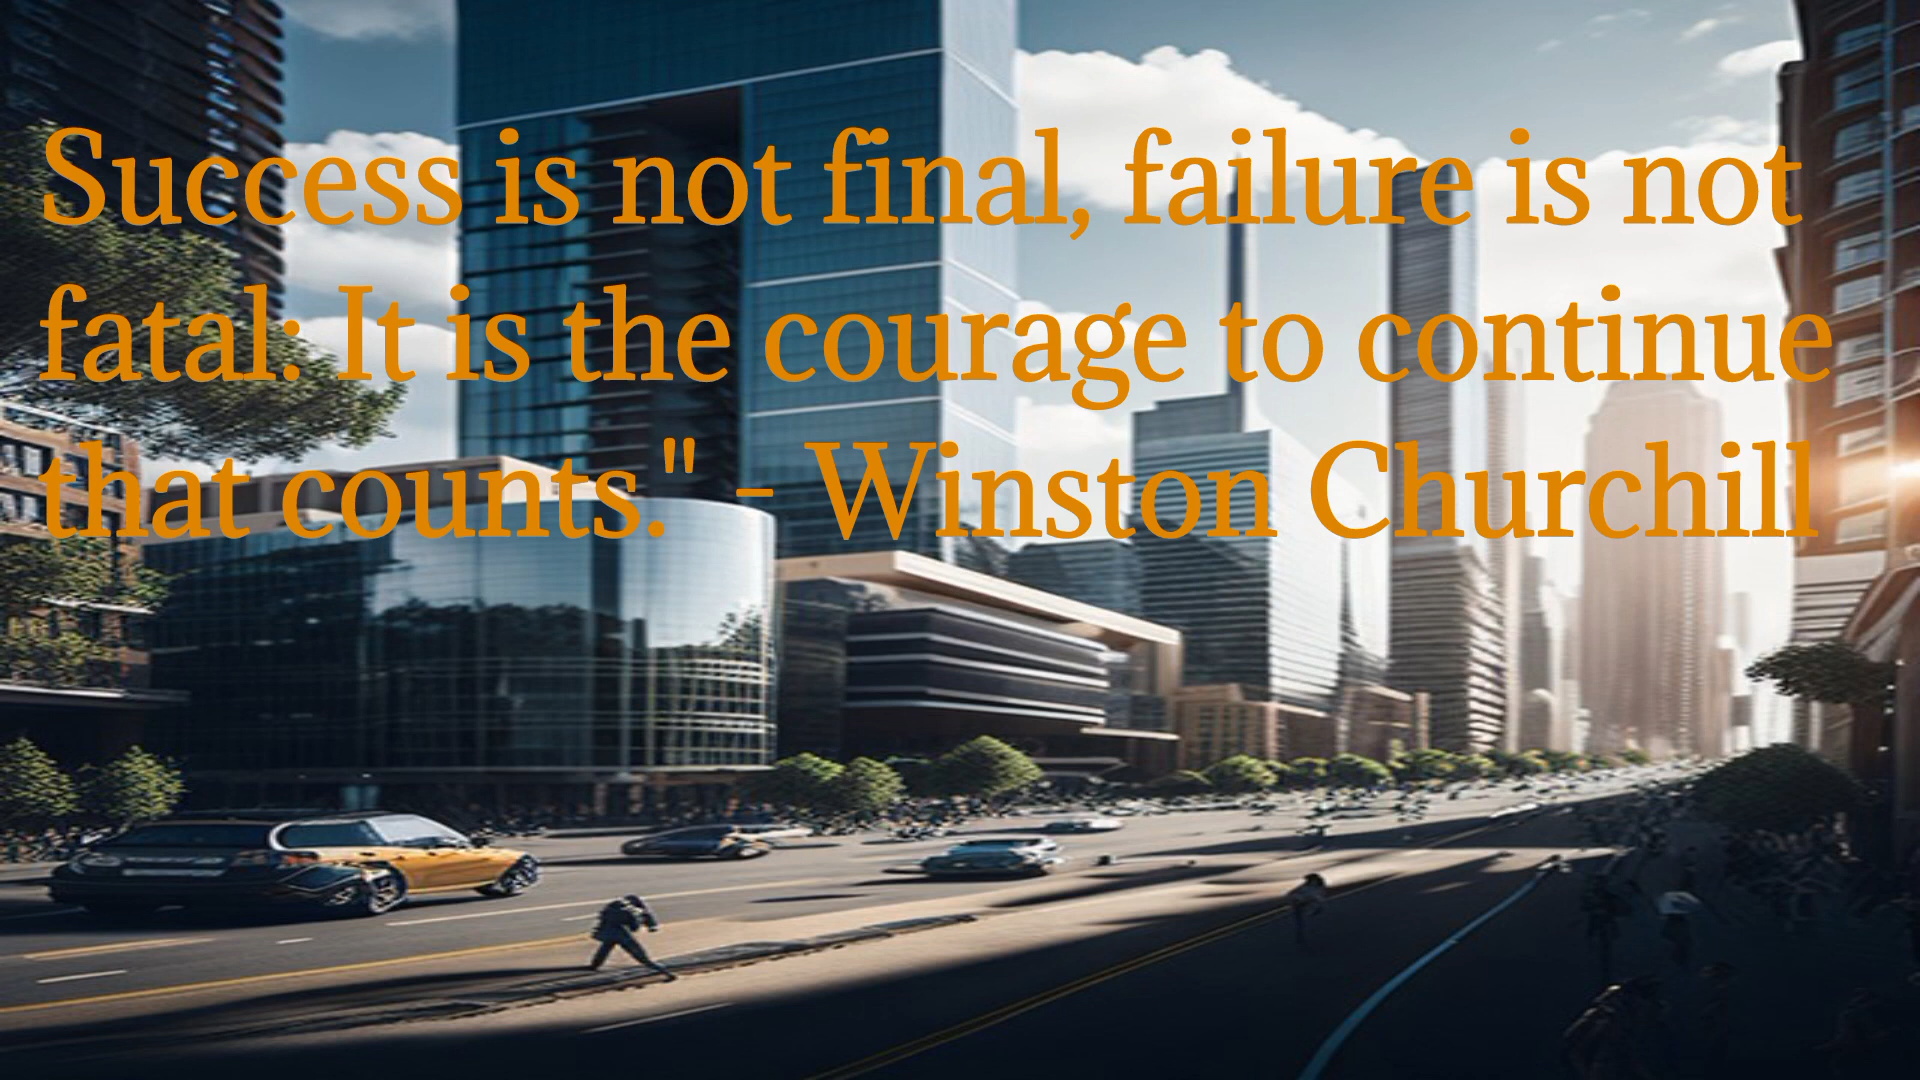 Success is not final, failure is not
fatal: It is the courage to continue
that counts." - Winston Churchill